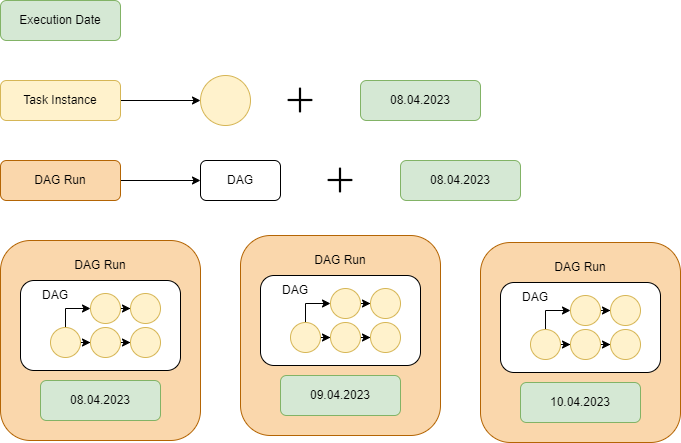 Execution Date
Task Instance
08.04.2023
DAG Run
DAG
08.04.2023
DAG Run
DAG
08.04.2023
DAG Run
DAG
09.04.2023
DAG Run
DAG
10.04.2023